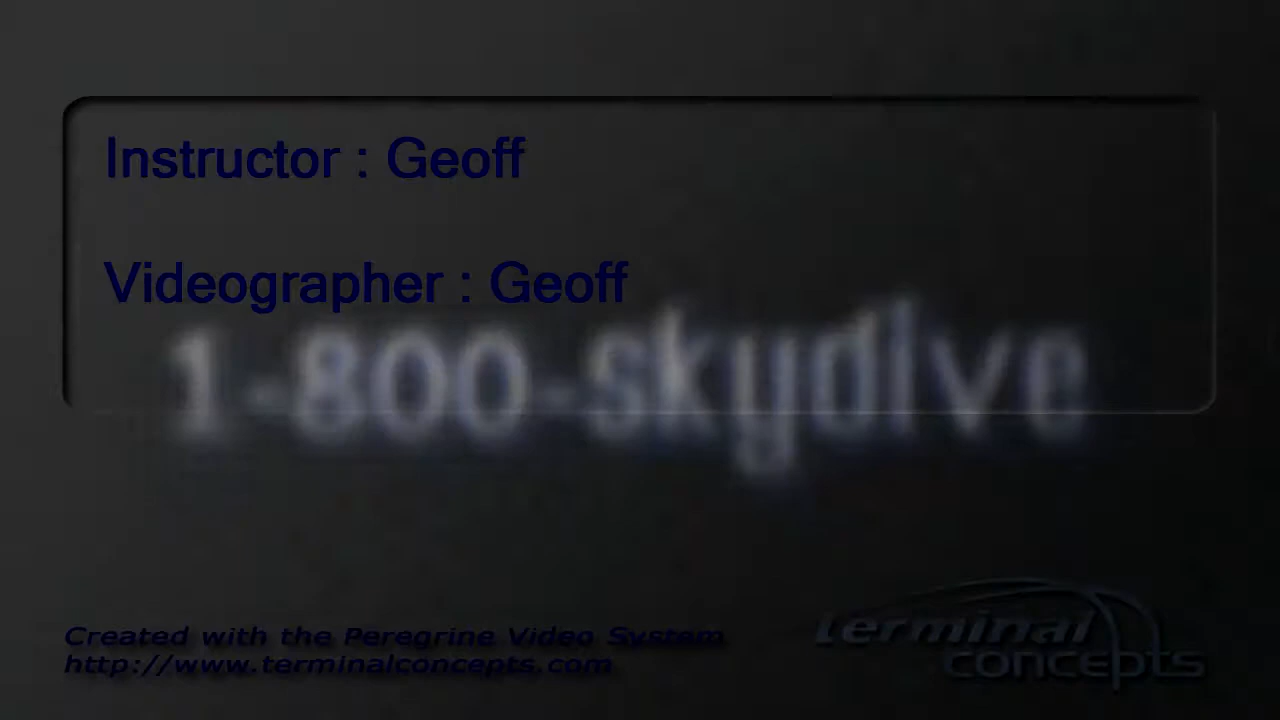 Instructor : Geoff
Videographer : Geoff
1-800-skydive
Created with the Peregrine Video System
http://www.terminalconcepts.com
terminal
concepts